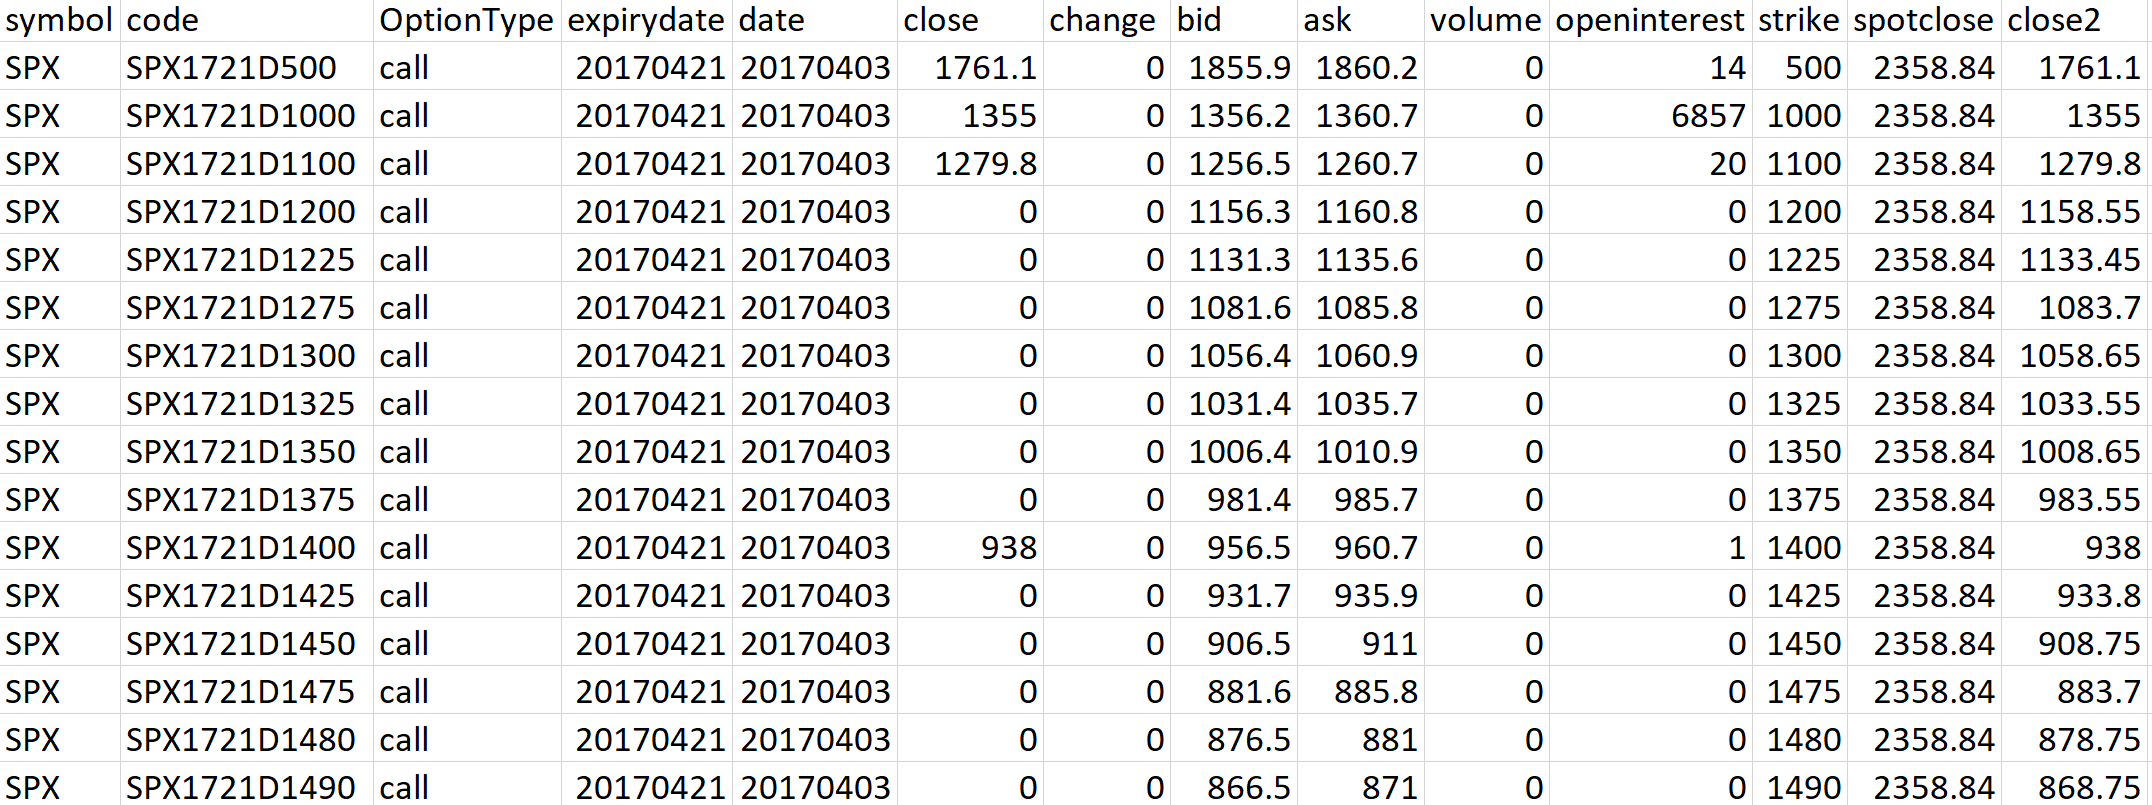 symbol code OptionType expirydate date close change bid ask volume openinterest strike spotclose close2
SPX SPX1721D500 call 20170421 20170403 1761.1 0 1855.9 1860.2 0 14 500 2358.84 1761.1
SPX SPX1721D1000 call 20170421 20170403 1355 0 1356.2 1360.7 0 6857 1000 2358.84 1355
SPX SPX1721D1100 call 20170421 20170403 1279.8 0 1256.5 1260.7 0 20 1100 2358.84 1279.8
SPX SPX1721D1200 call 20170421 20170403 0 0 1156.3 1160.8 0 0 1200 2358.84 1158.55
SPX SPX1721D1225 call 20170421 20170403 0 0 1131.3 1135.6 0 0 1225 2358.84 1133.45
SPX SPX1721D1275 call 20170421 20170403 0 0 1081.6 1085.8 0 0 1275 2358.84 1083.7
SPX SPX1721D1300 call 20170421 20170403 0 0 1056.4 1060.9 0 0 1300 2358.84 1058.65
SPX SPX1721D1325 call 20170421 20170403 0 0 1031.4 1035.7 0 0 1325 2358.84 1033.55
SPX SPX1721D1350 call 20170421 20170403 0 0 1006.4 1010.9 0 0 1350 2358.84 1008.65
SPX SPX1721D1375 call 20170421 20170403 0 0 981.4 985.7 0 0 1375 2358.84 983.55
SPX SPX1721D1400 call 20170421 20170403 938 0 956.5 960.7 0 1 1400 2358.84 938
SPX SPX1721D1425 call 20170421 20170403 0 0 931.7 935.9 0 0 1425 2358.84 933.8
SPX SPX1721D1450 call 20170421 20170403 0 0 906.5 911 0 0 1450 2358.84 908.75
SPX SPX1721D1475 call 20170421 20170403 0 0 881.6 885.8 0 0 1475 2358.84 883.7
SPX SPX1721D1480 call 20170421 20170403 0 0 876.5 881 0 0 1480 2358.84 878.75
SPX SPX1721D1490 call 20170421 20170403 0 0 866.5 871 0 0 1490 2358.84 868.75